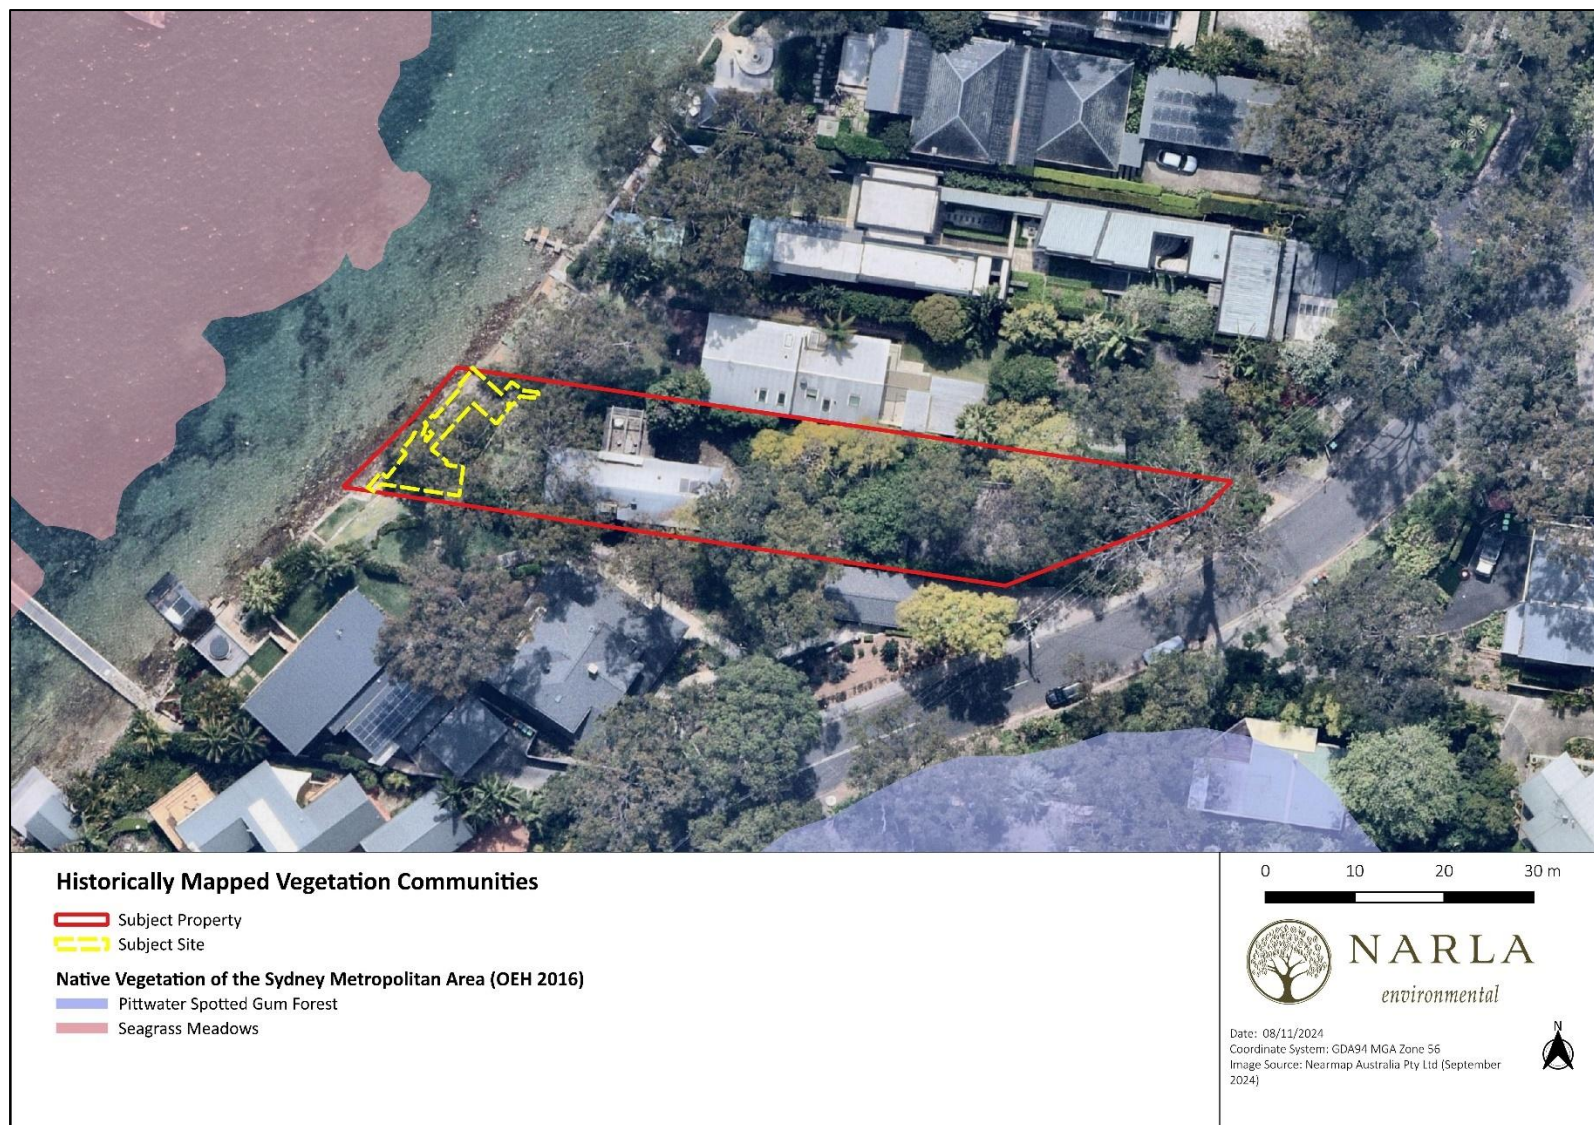 Historically Mapped Vegetation Communities
Subject Property
Subject Site
Native Vegetation of the Sydney Metropolitan Area (OEH 2016)
Pittwater Spotted Gum Forest
Seagrass Meadows
0 10 20 30 m
NARLA
environmental
Date: 08/11/2024
Coordinate System: GDA94 MGA Zone 56
Image Source: Nearmap Australia Pty Ltd (September
2024)
N